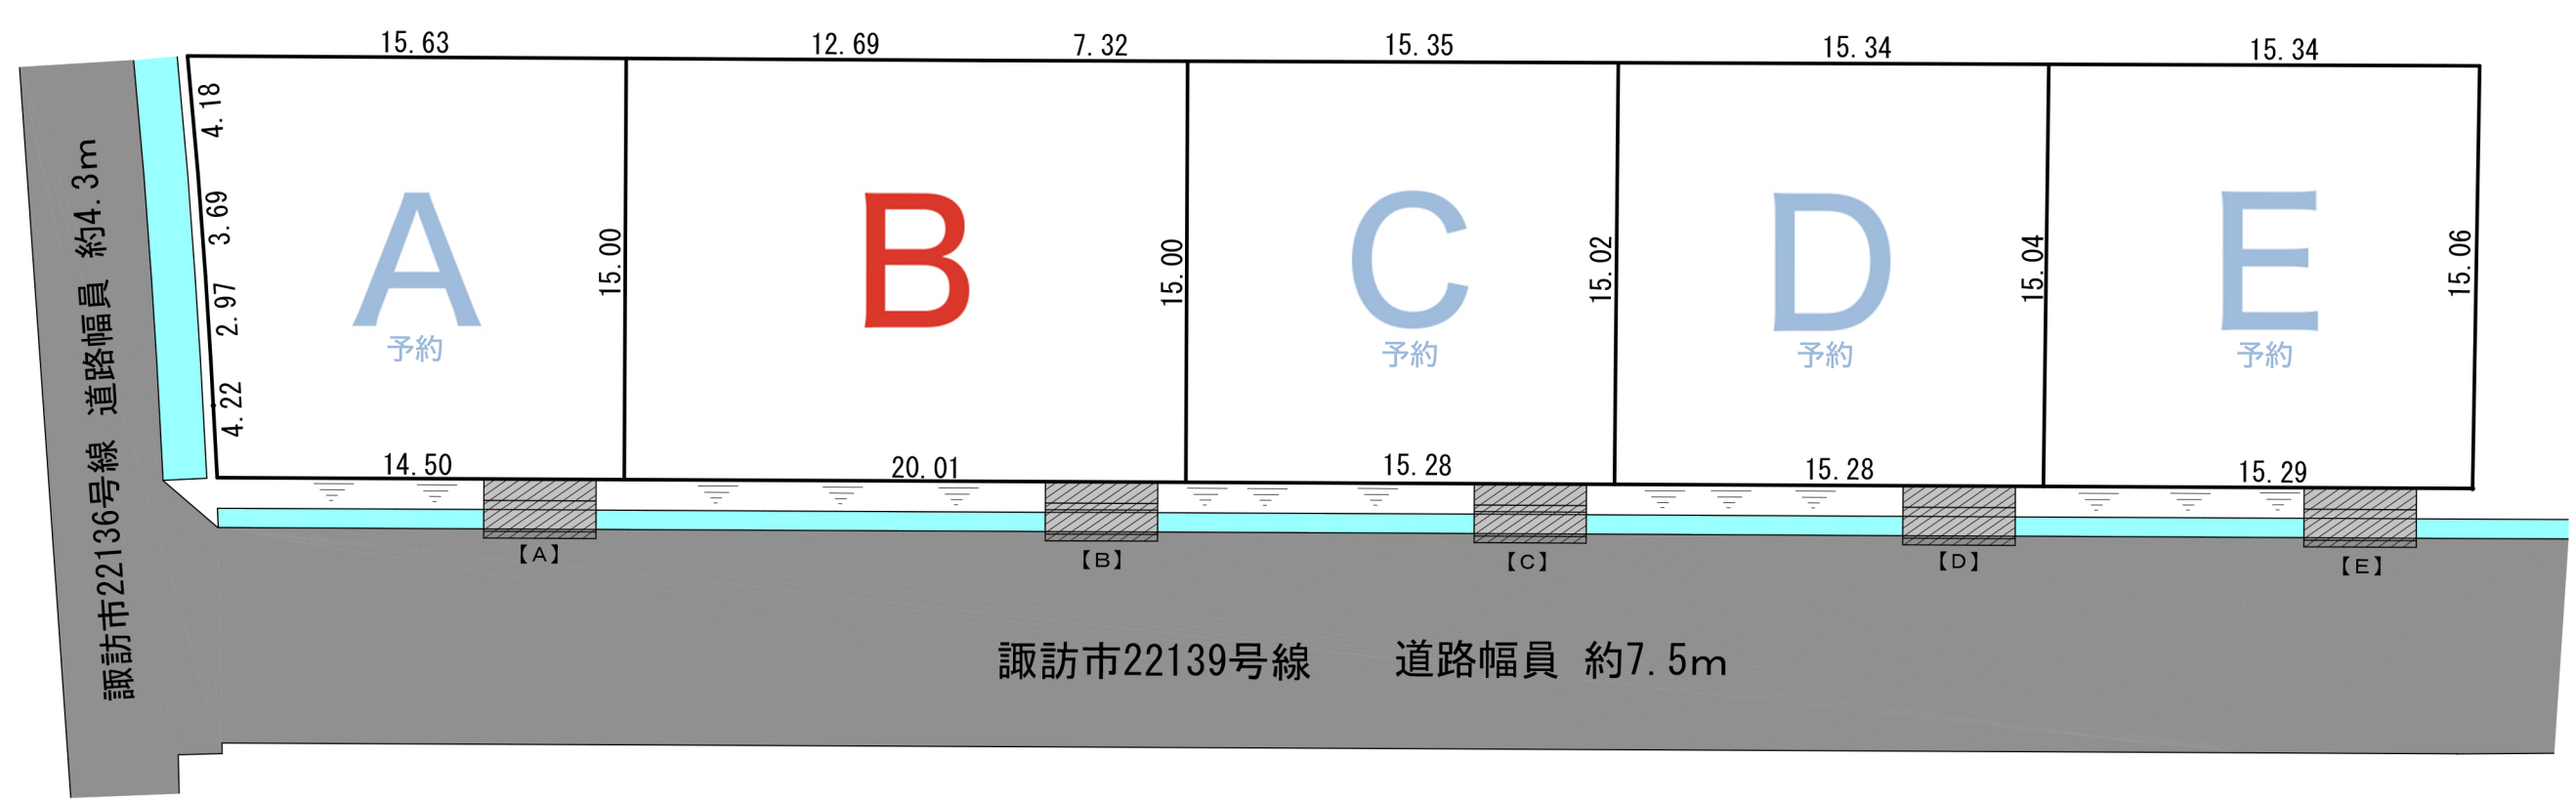 15.63
12.69
7.32
15.35
15.34
15.34
4.18
3.69
2.97
4.22
A
予約
15.00
B
15.00
C
予約
15.02
D
予約
15.04
E
予約
15.06
14.50
20.01
15.28
15.28
15.29
【A】
【B】
【C】
【D】
【E】
諏訪市22136号線 道路幅員 約4.3m
諏訪市22139号線 道路幅員 約7.5m